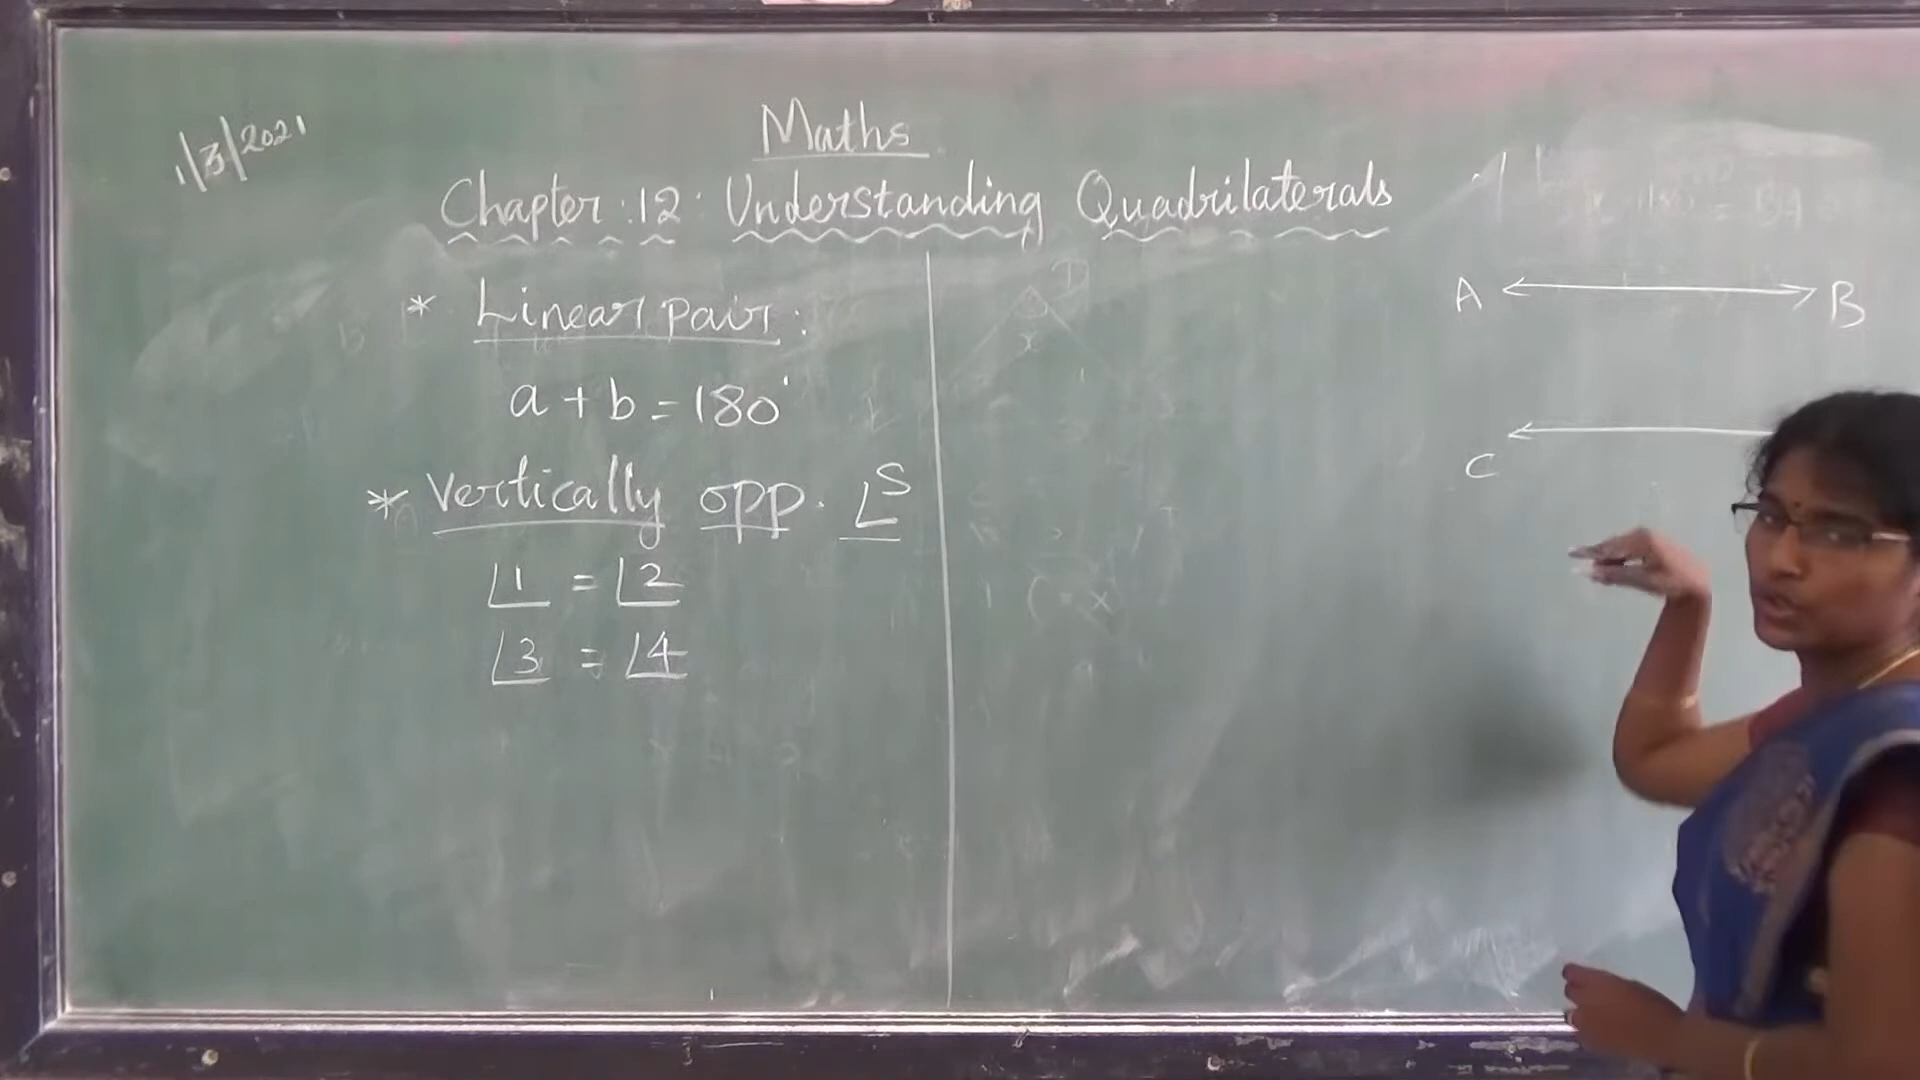 1/3/2021
Maths
Chapter:12: Understanding Quadrilaterals
* Linear pair:
a + b = 180°
* Vertically opp. ∠S
∠1 = ∠2
∠3 = ∠4
A B
C